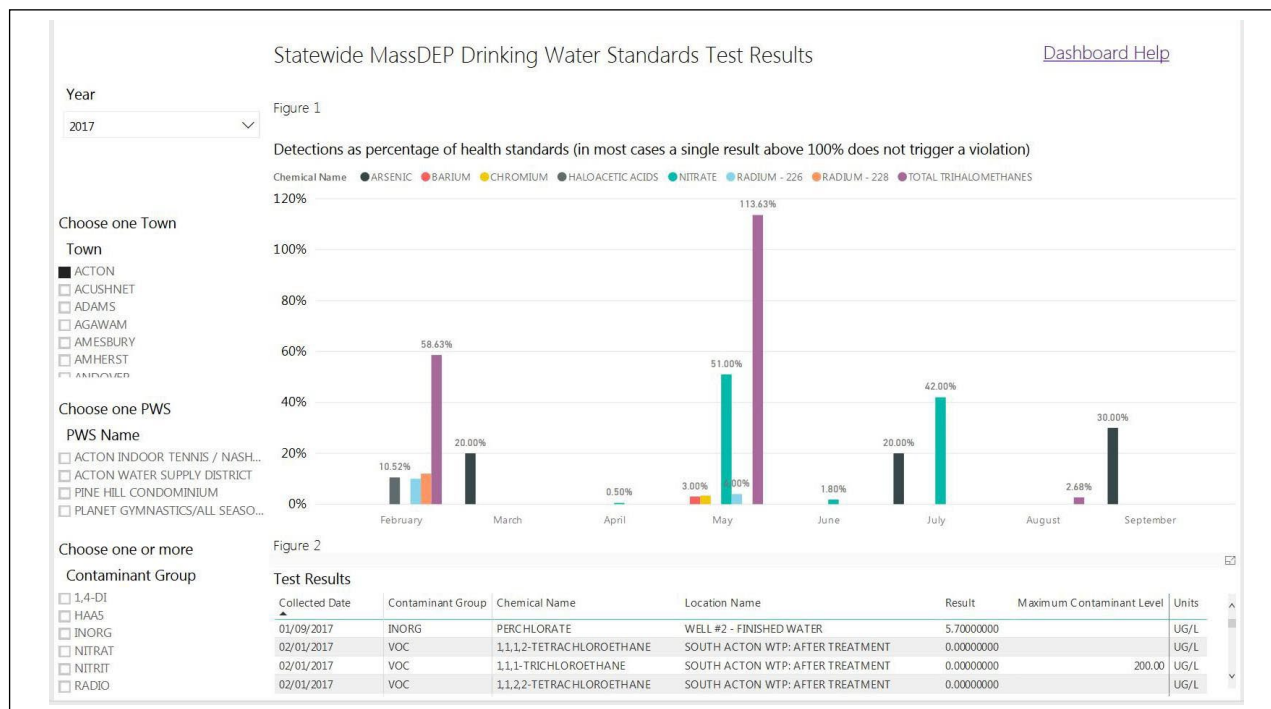 Statewide MassDEP Drinking Water Standards Test Results
Dashboard Help
Year
2017
Figure 1
Detections as percentage of health standards (in most cases a single result above 100% does not trigger a violation)
Chemical Name ARSENIC BARIUM CHROMIUM HALOACETIC ACIDS NITRATE RADIUM - 226 RADIUM - 228 TOTAL TRIHALOMETHANES
120%
100%
80%
60%
40%
20%
0%
10.52%
58.63%
20.00%
0.50%
3.00%
51.00%
113.63%
1.80%
20.00%
42.00%
2.68%
30.00%
February March April May June July August September
Choose one Town
Town
ACTON
ACUSHNET
ADAMS
AGAWAM
AMESBURY
AMHERST
ANDOVER
Choose one PWS
PWS Name
ACTON INDOOR TENNIS / NASH...
ACTON WATER SUPPLY DISTRICT
PINE HILL CONDOMINIUM
PLANET GYMNASTICS/ALL SEASO...
Choose one or more
Contaminant Group
1,4-DI
HAA5
INORG
NITRAT
NITRIT
RADIO
Figure 2
Test Results
Collected Date Contaminant Group Chemical Name Location Name Result Maximum Contaminant Level Units
01/09/2017 INORG PERCHLORATE WELL #2 - FINISHED WATER 5.70000000 UG/L
02/01/2017 VOC 1,1,1,2-TETRACHLOROETHANE SOUTH ACTON WTP: AFTER TREATMENT 0.00000000 UG/L
02/01/2017 VOC 1,1,1-TRICHLOROETHANE SOUTH ACTON WTP: AFTER TREATMENT 0.00000000 200.00 UG/L
02/01/2017 VOC 1,1,2,2-TETRACHLOROETHANE SOUTH ACTON WTP: AFTER TREATMENT 0.00000000 UG/L